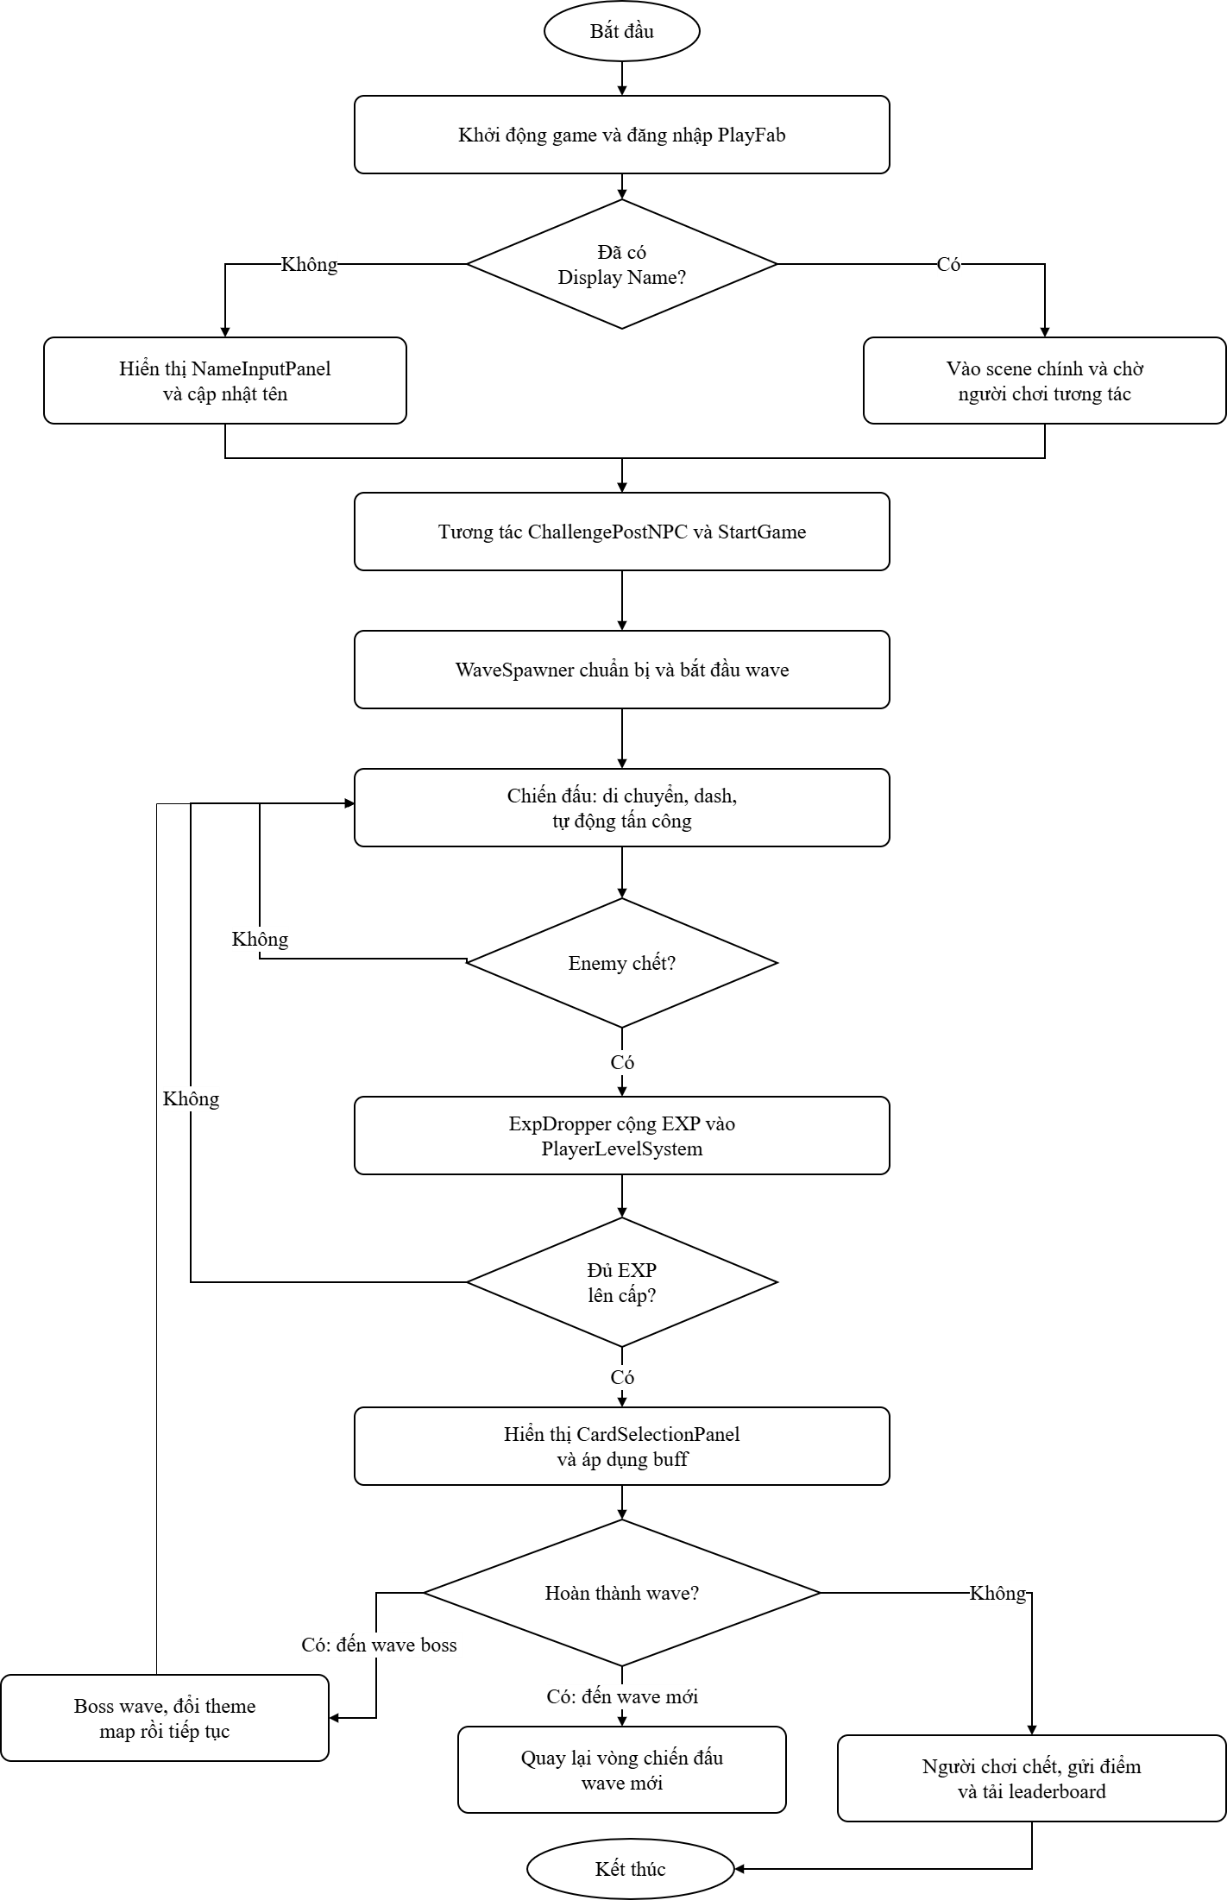 Bắt đầu
Khởi động game và đăng nhập PlayFab
Đã có
Display Name?
Không
Có
Hiển thị NameInputPanel
và cập nhật tên
Vào scene chính và chờ
người chơi tương tác
Tương tác ChallengePostNPC và StartGame
WaveSpawner chuẩn bị và bắt đầu wave
Chiến đấu: di chuyển, dash,
tự động tấn công
Không
Enemy chết?
Có
Không
ExpDropper cộng EXP vào
PlayerLevelSystem
Đủ EXP
lên cấp?
Có
Hiển thị CardSelectionPanel
và áp dụng buff
Hoàn thành wave?
Không
Có: đến wave boss
Có: đến wave mới
Boss wave, đổi theme
map rồi tiếp tục
Quay lại vòng chiến đấu
wave mới
Người chơi chết, gửi điểm
và tải leaderboard
Kết thúc